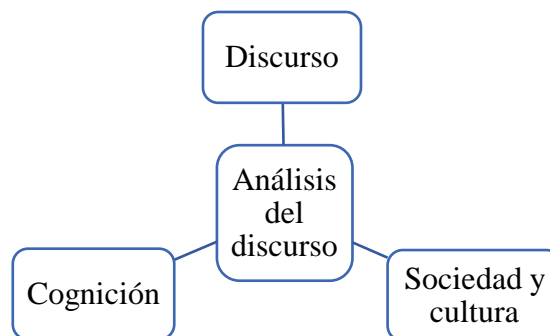 Discurso
Análisis
del
discurso
Cognición
Sociedad y
cultura